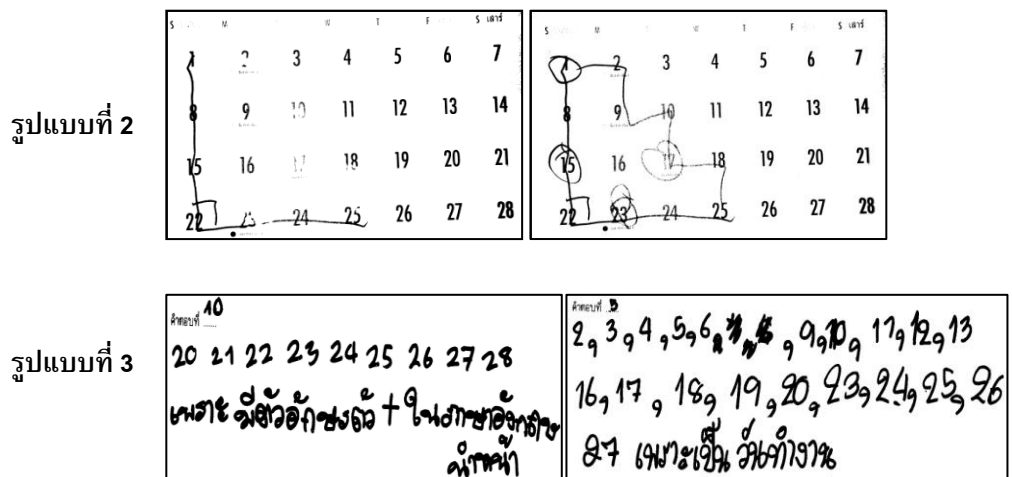 รูปแบบที่ 2
S M W T F S เสาร์
1 2 3 4 5 6 7
8 9 10 11 12 13 14
15 16 17 18 19 20 21
22 23 24 25 26 27 28
S M T F S เสาร์
1 2 3 4 5 6 7
8 9 10 11 12 13 14
15 16 17 18 19 20 21
22 23 24 25 26 27 28
รูปแบบที่ 3
คำตอบที่ 10
20 21 22 23 24 25 26 27 28
เพราะ มีตัวอักษรตัว t ในภาษาอังกฤษ
นำหน้า
คำตอบที่ 3
2, 3, 4, 5, 6, 9, 10, 11, 12, 13
16, 17, 18, 19, 20, 23, 24, 25, 26
27 เพราะเป็น วันทำงาน